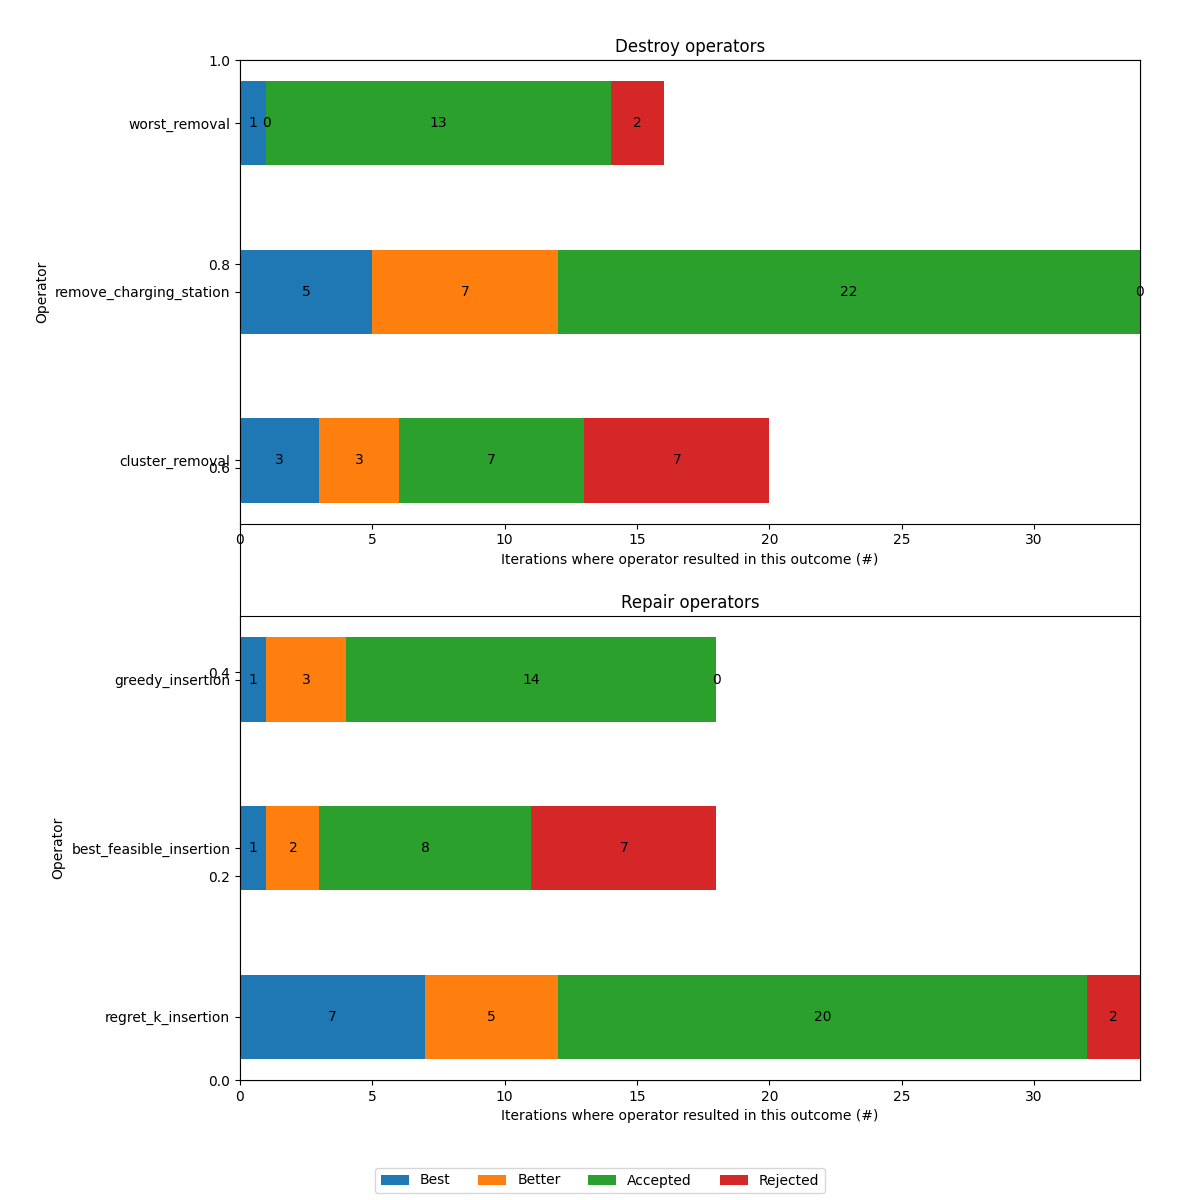 Destroy operators
1.0
worst_removal
1
0
13
2
0.8
Operator
remove_charging_station
5
7
22
0
cluster_removal
0.6
3
3
7
7
0
5
10
15
20
25
30
Iterations where operator resulted in this outcome (#)
Repair operators
0.4
greedy_insertion
1
3
14
0
Operator
best_feasible_insertion
1
2
8
7
0.2
regret_k_insertion
7
5
20
2
0.0
0
5
10
15
20
25
30
Iterations where operator resulted in this outcome (#)
Best
Better
Accepted
Rejected